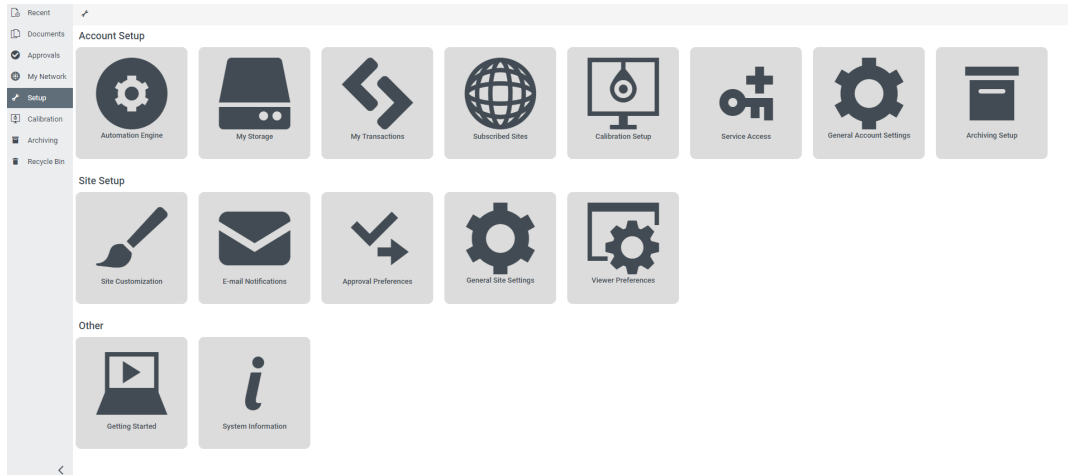 Recent
Documents
Approvals
My Network
Setup
Calibration
Archiving
Recycle Bin
Account Setup
Automation Engine
My Storage
My Transactions
Subscribed Sites
Calibration Setup
Service Access
General Account Settings
Archiving Setup
Site Setup
Site Customization
E-mail Notifications
Approval Preferences
General Site Settings
Viewer Preferences
Other
Getting Started
System Information